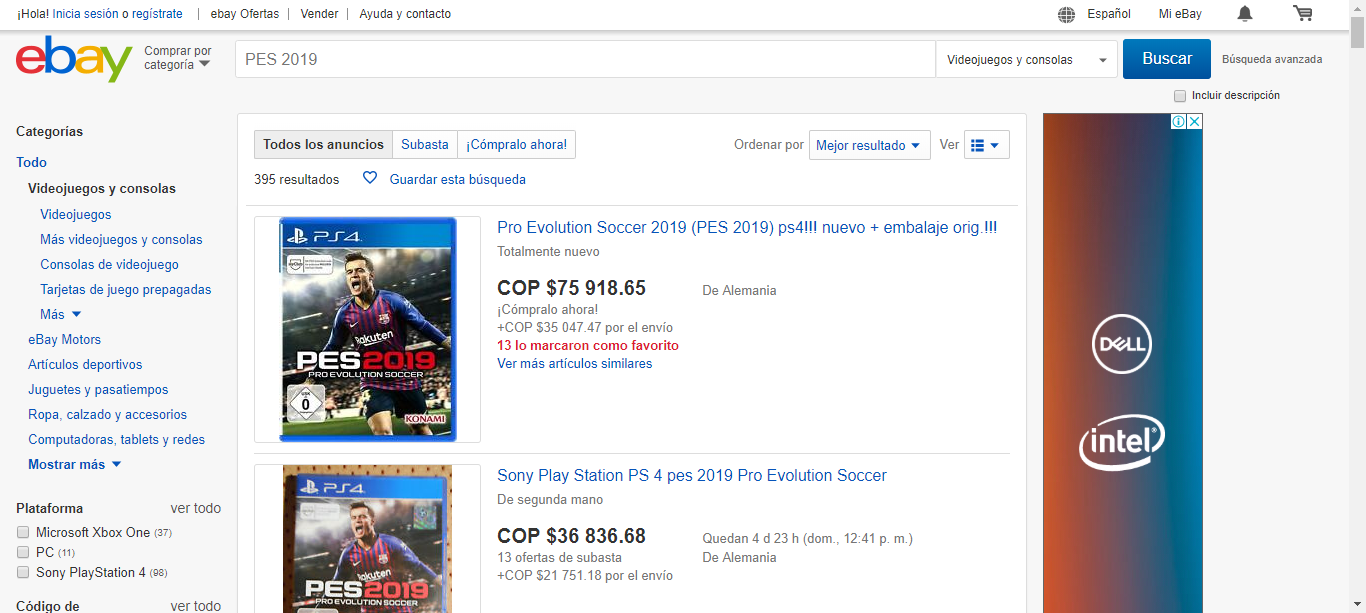 ¡Hola! Inicia sesión o regístrate | ebay Ofertas | Vender | Ayuda y contacto Español Mi eBay
ebay Comprar por categoría PES 2019 Videojuegos y consolas Buscar Búsqueda avanzada
Incluir descripción
Categorías
Todo
Videojuegos y consolas
Videojuegos
Más videojuegos y consolas
Consolas de videojuego
Tarjetas de juego prepagadas
Más
eBay Motors
Artículos deportivos
Juguetes y pasatiempos
Ropa, calzado y accesorios
Computadoras, tablets y redes
Mostrar más
Plataforma ver todo
Microsoft Xbox One (37)
PC (11)
Sony PlayStation 4 (98)
Código de ver todo
Todos los anuncios Subasta ¡Cómpralo ahora! Ordenar por Mejor resultado Ver
395 resultados Guardar esta búsqueda
PS4
Rakuten
PES2019
PRO EVOLUTION SOCCER
USK
0
KONAMI
Pro Evolution Soccer 2019 (PES 2019) ps4!!! nuevo + embalaje orig.!!!
Totalmente nuevo
COP $75 918.65 De Alemania
¡Cómpralo ahora!
+COP $35 047.47 por el envío
13 lo marcaron como favorito
Ver más artículos similares
PS4
Rakuten
PES2019
PRO EVOLUTION SOCCER
Sony Play Station PS 4 pes 2019 Pro Evolution Soccer
De segunda mano
COP $36 836.68 Quedan 4 d 23 h (dom., 12:41 p. m.)
13 ofertas de subasta De Alemania
+COP $21 751.18 por el envío
DELL
intel